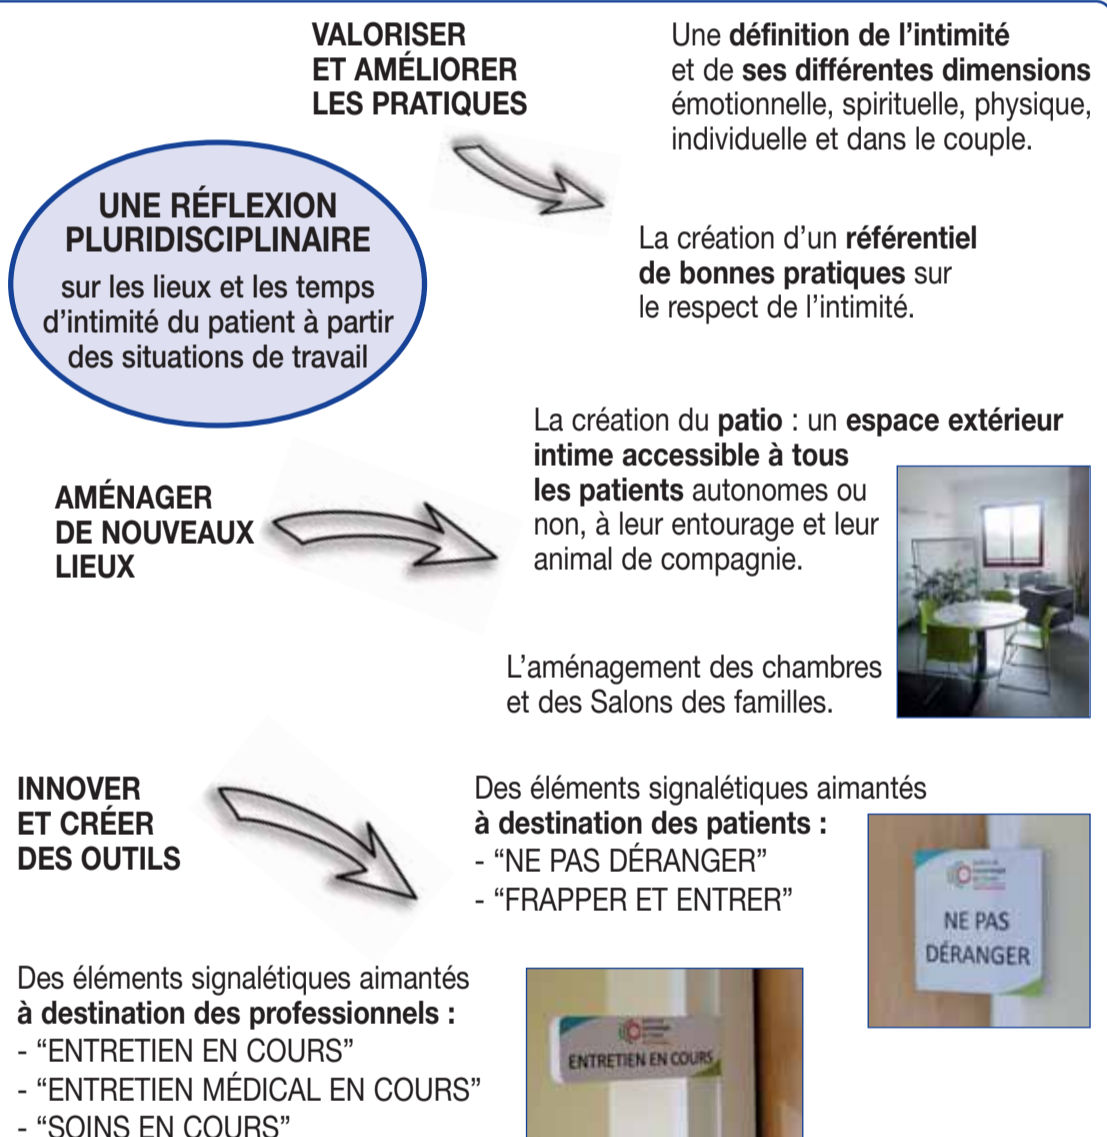 VALORISER
ET AMÉLIORER
LES PRATIQUES
Une définition de l’intimité
et de ses différentes dimensions
émotionnelle, spirituelle, physique,
individuelle et dans le couple.
UNE RÉFLEXION
PLURIDISCIPLINAIRE
sur les lieux et les temps
d’intimité du patient à partir
des situations de travail
La création d’un référentiel
de bonnes pratiques sur
le respect de l’intimité.
AMÉNAGER
DE NOUVEAUX
LIEUX
La création du patio : un espace extérieur
intime accessible à tous
les patients autonomes ou
non, à leur entourage et leur
animal de compagnie.
L’aménagement des chambres
et des Salons des familles.
INNOVER
ET CRÉER
DES OUTILS
Des éléments signalétiques aimantés
à destination des patients :
- “NE PAS DÉRANGER”
- “FRAPPER ET ENTRER”
NE PAS
DÉRANGER
Des éléments signalétiques aimantés
à destination des professionnels :
- “ENTRETIEN EN COURS”
- “ENTRETIEN MÉDICAL EN COURS”
- “SOINS EN COURS”
ENTRETIEN EN COURS